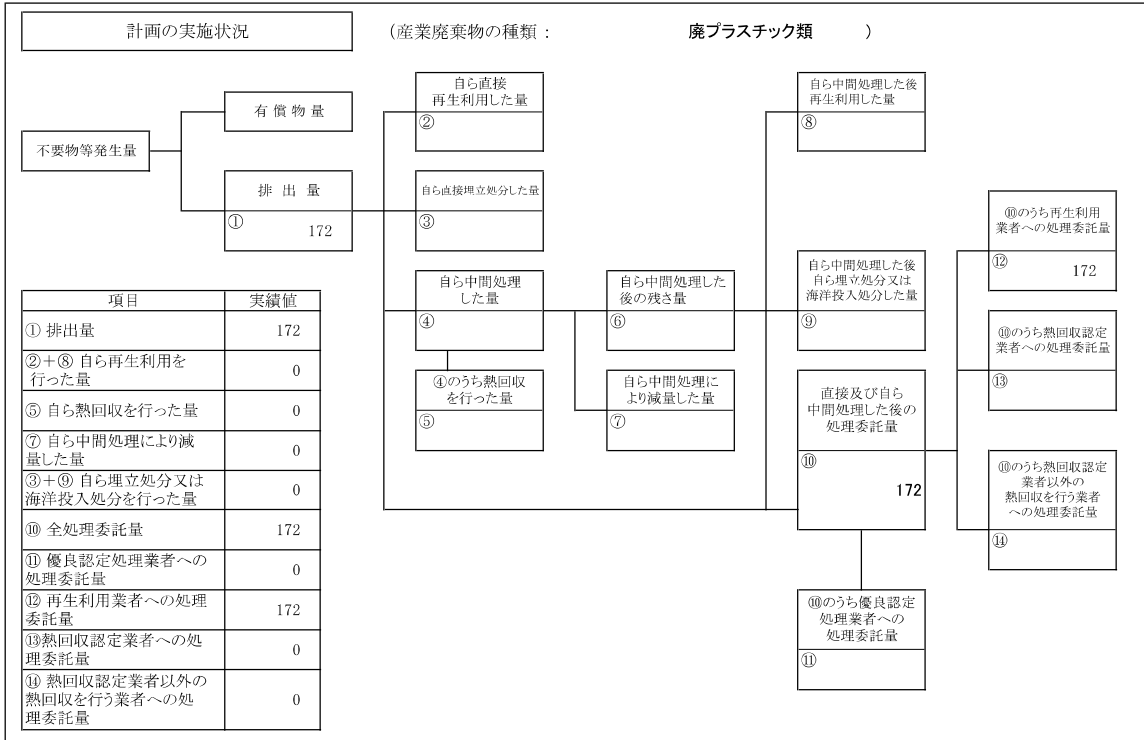 計画の実施状況
(産業廃棄物の種類： 廃プラスチック類 )
不要物等発生量
有償物量
排出量
① 172
自ら直接
再生利用した量
②
自ら直接埋立処分した量
③
自ら中間処理
した量
④
④のうち熱回収
を行った量
⑤
自ら中間処理した
後の残さ量
⑥
自ら中間処理に
より減量した量
⑦
自ら中間処理した後
再生利用した量
⑧
自ら中間処理した後
自ら埋立処分又は
海洋投入処分した量
⑨
直接及び自ら
中間処理した後の
処理委託量
⑩
172
⑩のうち優良認定
処理業者への
処理委託量
⑪
⑩のうち再生利用
業者への処理委託量
⑫ 172
⑩のうち熱回収認定
業者への処理委託量
⑬
⑩のうち熱回収認定
業者以外の
熱回収を行う業者
への処理委託量
⑭
項目 実績値
① 排出量 172
②＋⑧ 自ら再生利用を
行った量 0
⑤ 自ら熱回収を行った量 0
⑦ 自ら中間処理により減
量した量 0
③＋⑨ 自ら埋立処分又は
海洋投入処分を行った量 0
⑩ 全処理委託量 172
⑪ 優良認定処理業者への
処理委託量 0
⑫ 再生利用業者への処理
委託量 172
⑬熱回収認定業者への処
理委託量 0
⑭ 熱回収認定業者以外の
熱回収を行う業者への処
理委託量 0